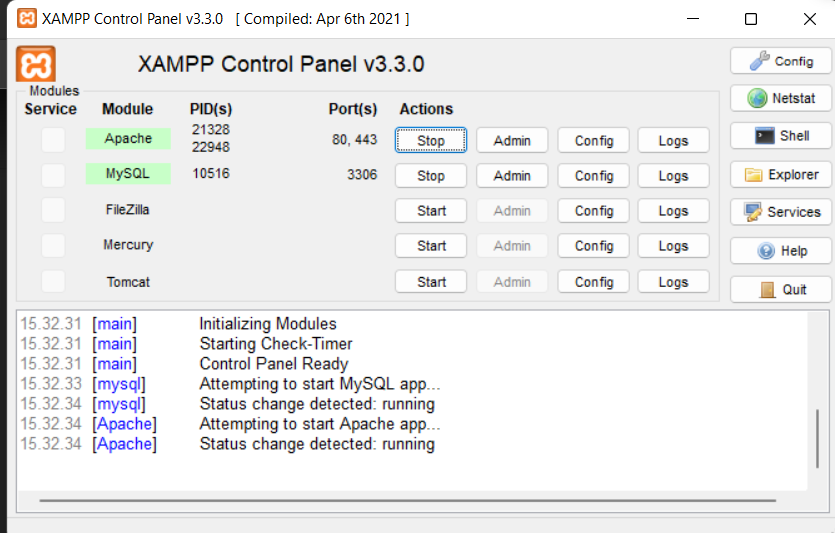 XAMPP Control Panel v3.3.0 [ Compiled: Apr 6th 2021 ]
XAMPP Control Panel v3.3.0
Config
Modules
Service Module PID(s) Port(s) Actions
Netstat
Apache 21328 22948 80, 443 Stop Admin Config Logs
Shell
MySQL 10516 3306 Stop Admin Config Logs
Explorer
FileZilla Start Admin Config Logs
Services
Mercury Start Admin Config Logs
Help
Tomcat Start Admin Config Logs
Quit
15.32.31 [main] Initializing Modules
15.32.31 [main] Starting Check-Timer
15.32.31 [main] Control Panel Ready
15.32.33 [mysql] Attempting to start MySQL app...
15.32.34 [mysql] Status change detected: running
15.32.34 [Apache] Attempting to start Apache app...
15.32.34 [Apache] Status change detected: running